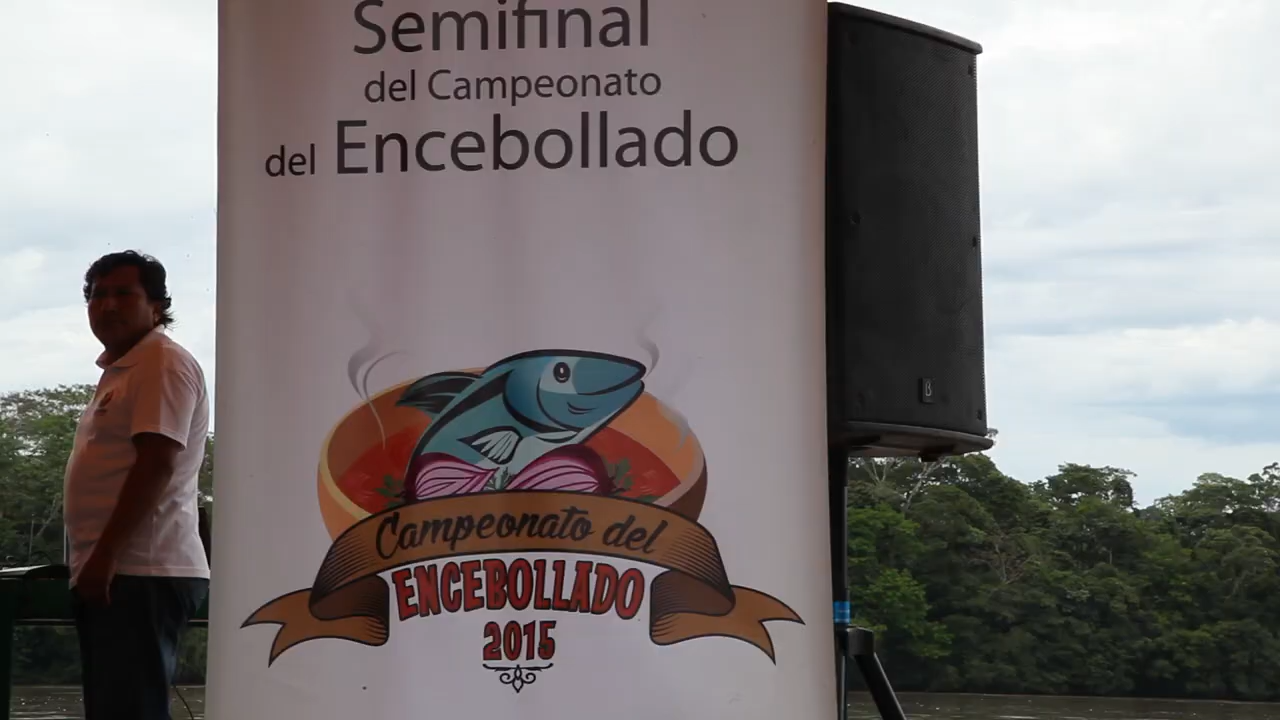 Semifinal
del Campeonato
del Encebollado
Campeonato del
ENCEBOLLADO
2015
B